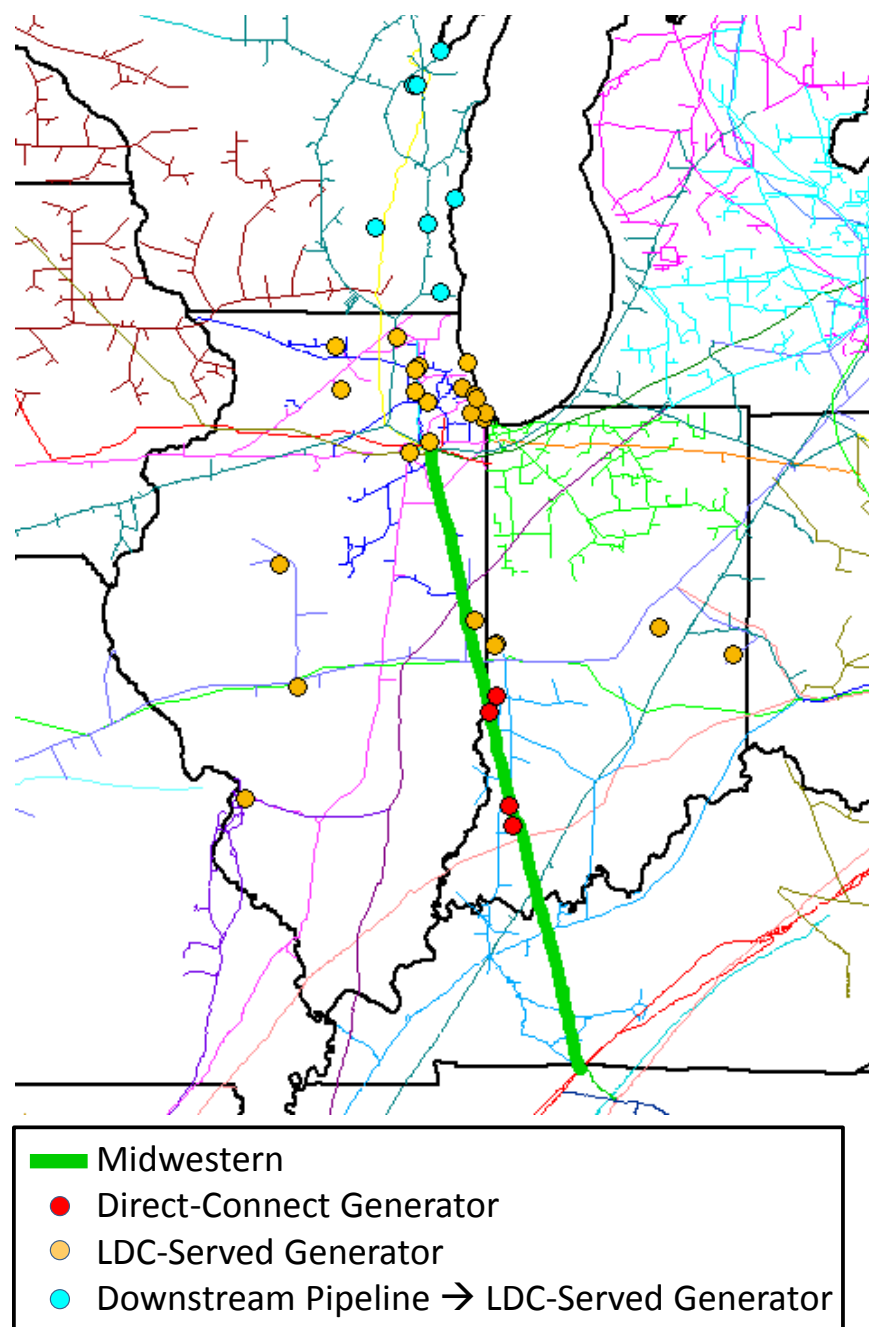 Midwestern
Direct-Connect Generator
LDC-Served Generator
Downstream Pipeline → LDC-Served Generator